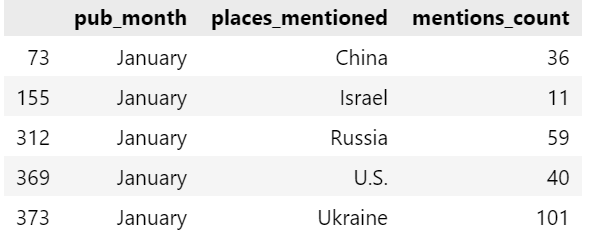 pub_month places_mentioned mentions_count
73 January China 36
155 January Israel 11
312 January Russia 59
369 January U.S. 40
373 January Ukraine 101